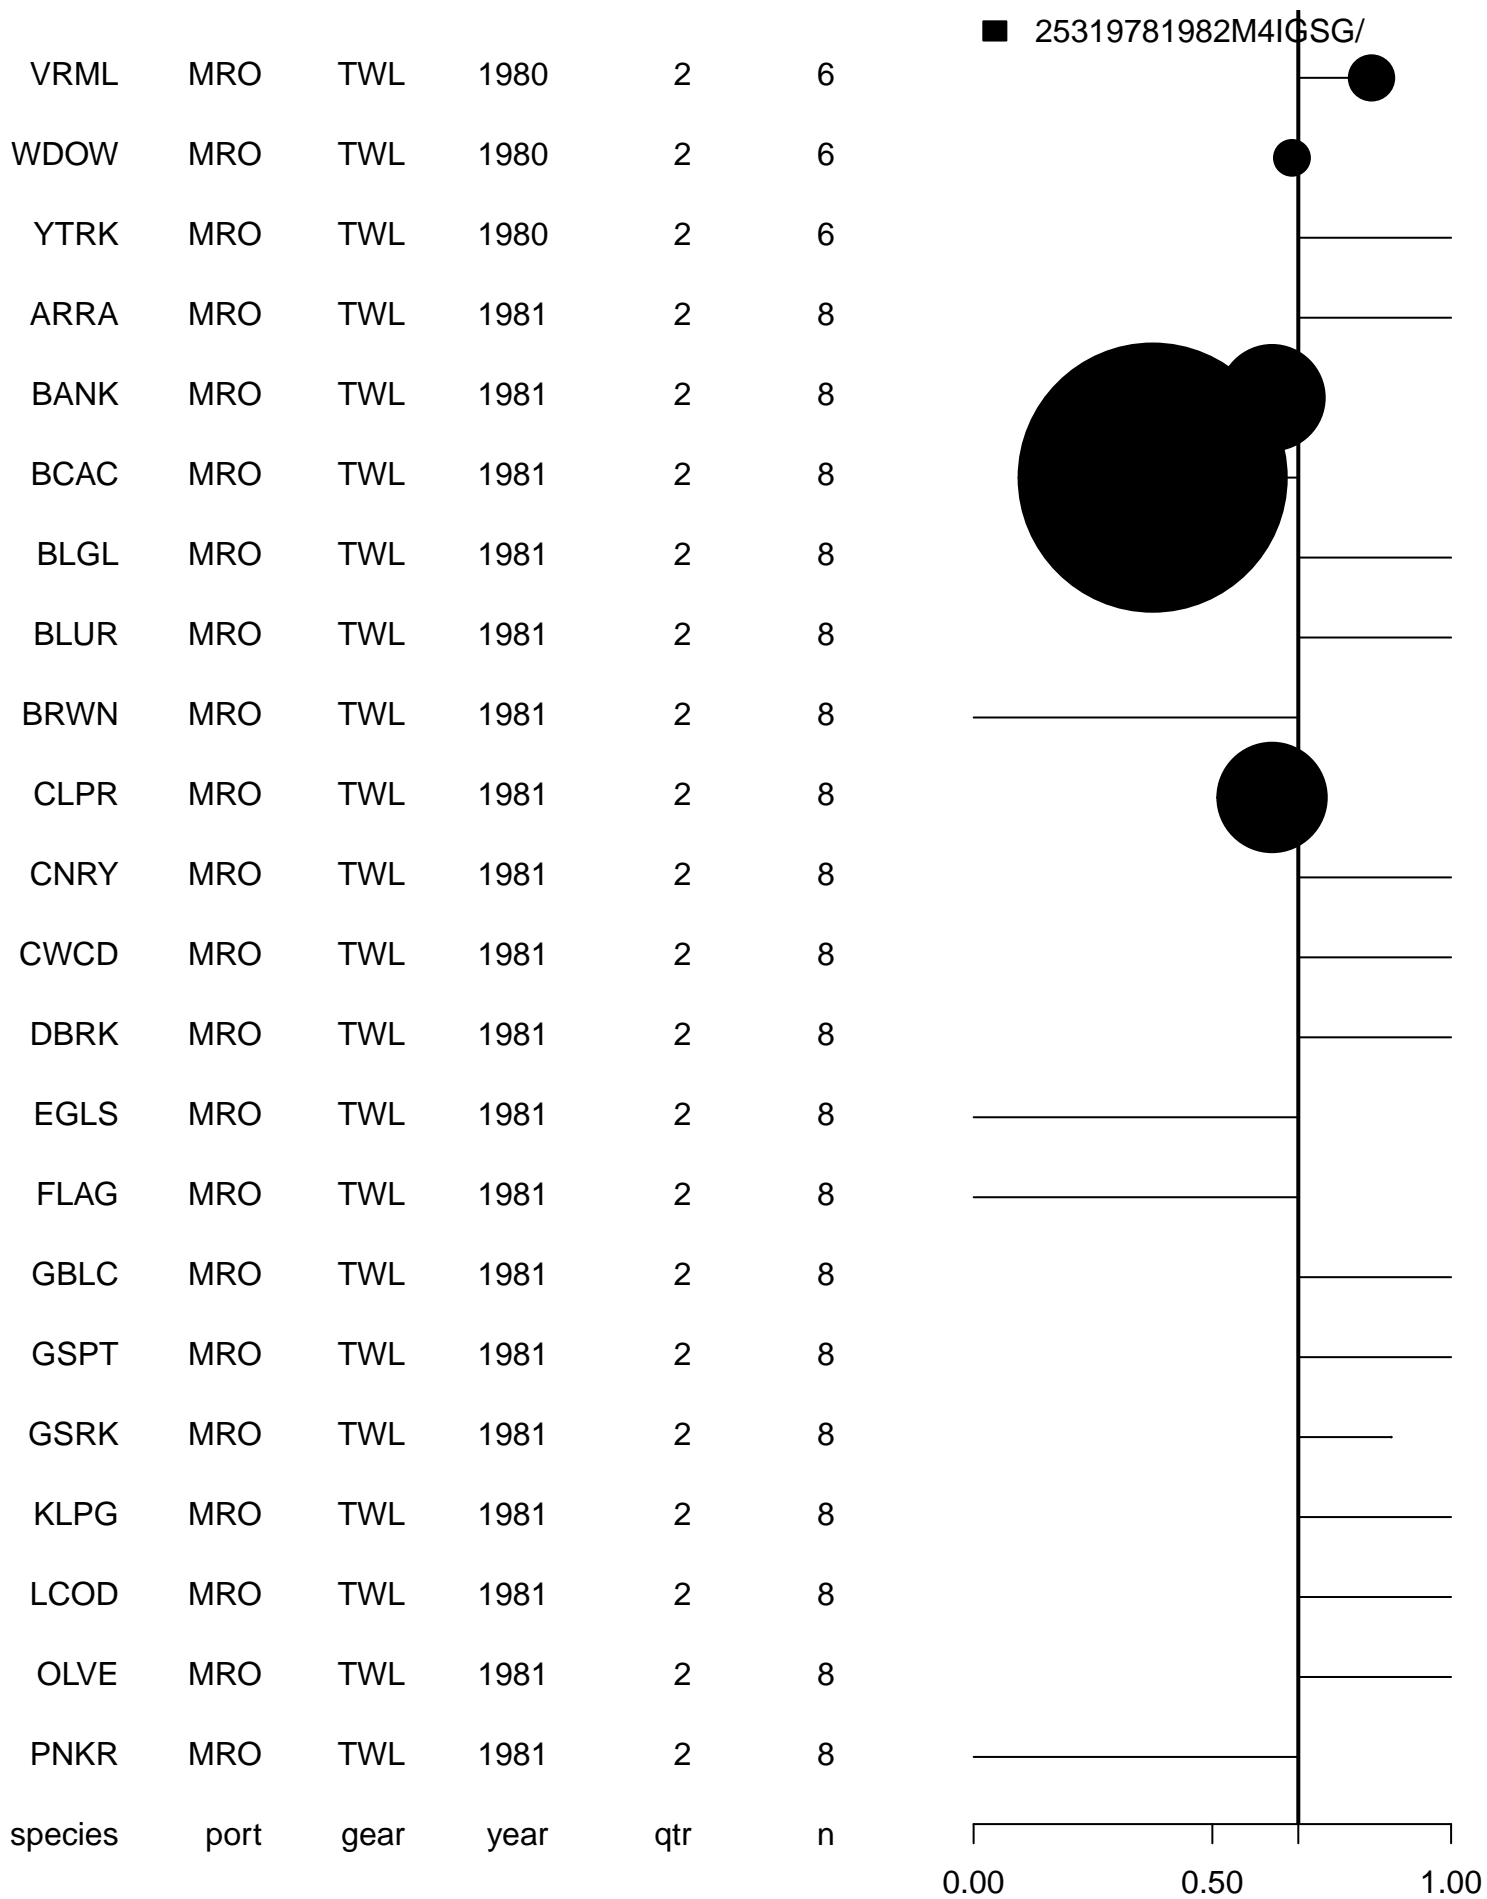 25319781982M4IGSG/
VRML MRO TWL 1980 2 6
WDOW MRO TWL 1980 2 6
YTRK MRO TWL 1980 2 6
ARRA MRO TWL 1981 2 8
BANK MRO TWL 1981 2 8
BCAC MRO TWL 1981 2 8
BLGL MRO TWL 1981 2 8
BLUR MRO TWL 1981 2 8
BRWN MRO TWL 1981 2 8
CLPR MRO TWL 1981 2 8
CNRY MRO TWL 1981 2 8
CWCD MRO TWL 1981 2 8
DBRK MRO TWL 1981 2 8
EGLS MRO TWL 1981 2 8
FLAG MRO TWL 1981 2 8
GBLC MRO TWL 1981 2 8
GSPT MRO TWL 1981 2 8
GSRK MRO TWL 1981 2 8
KLPG MRO TWL 1981 2 8
LCOD MRO TWL 1981 2 8
OLVE MRO TWL 1981 2 8
PNKR MRO TWL 1981 2 8
species port gear year qtr n
0.00 0.50 1.00